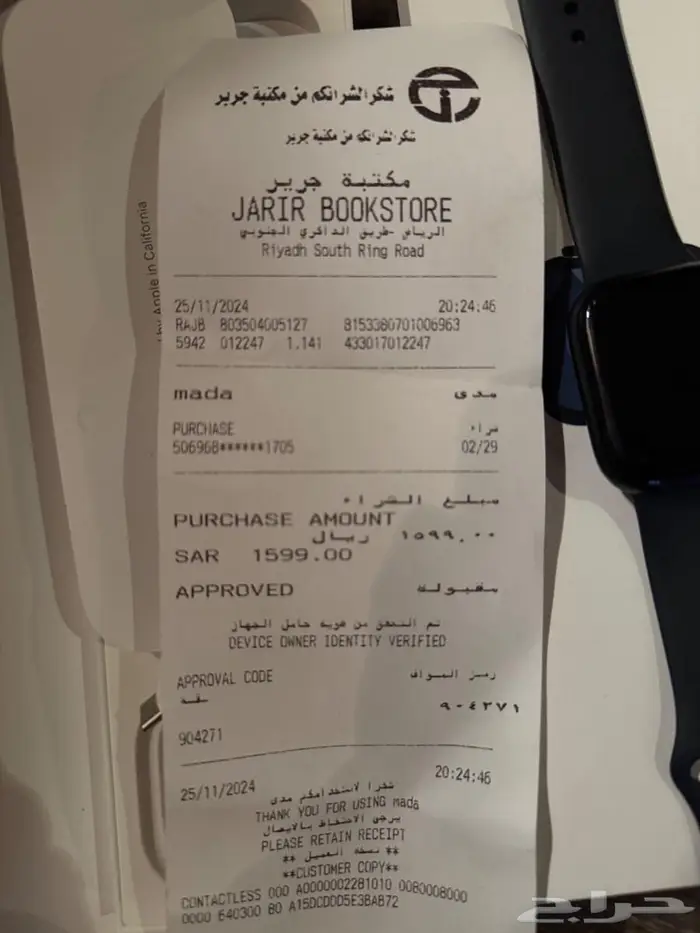 شكرا لشرائكم من مكتبة جرير
شكرا لشرائكم من مكتبة جرير
مكتبة جرير
JARIR BOOKSTORE
الرياض -طريق الدائري الجنوبي
Riyadh South Ring Road
by Apple in California
25/11/2024 20:24:46
RAJB 803504005127 8153380701006963
5942 012247 1.141 433017012247
mada مدى
PURCHASE شراء
506968******1705 02/29
مبلغ الشراء
PURCHASE AMOUNT
١٥٩٩.٠٠ ريال
SAR 1599.00
APPROVED مقبولة
تم التحقق من هوية حامل الجهاز
DEVICE OWNER IDENTITY VERIFIED
APPROVAL CODE رمز الموافقة
٩٠٤٢٧١
904271
25/11/2024 20:24:46
شكرا لاستخدامكم مدى
THANK YOU FOR USING mada
يرجى الاحتفاظ بالايصال
PLEASE RETAIN RECEIPT
** نسخة العميل **
**CUSTOMER COPY**
CONTACTLESS 000 A0000002281010 0080008000
0000 640300 80 A15DCDDD5E3BAB72
حراج